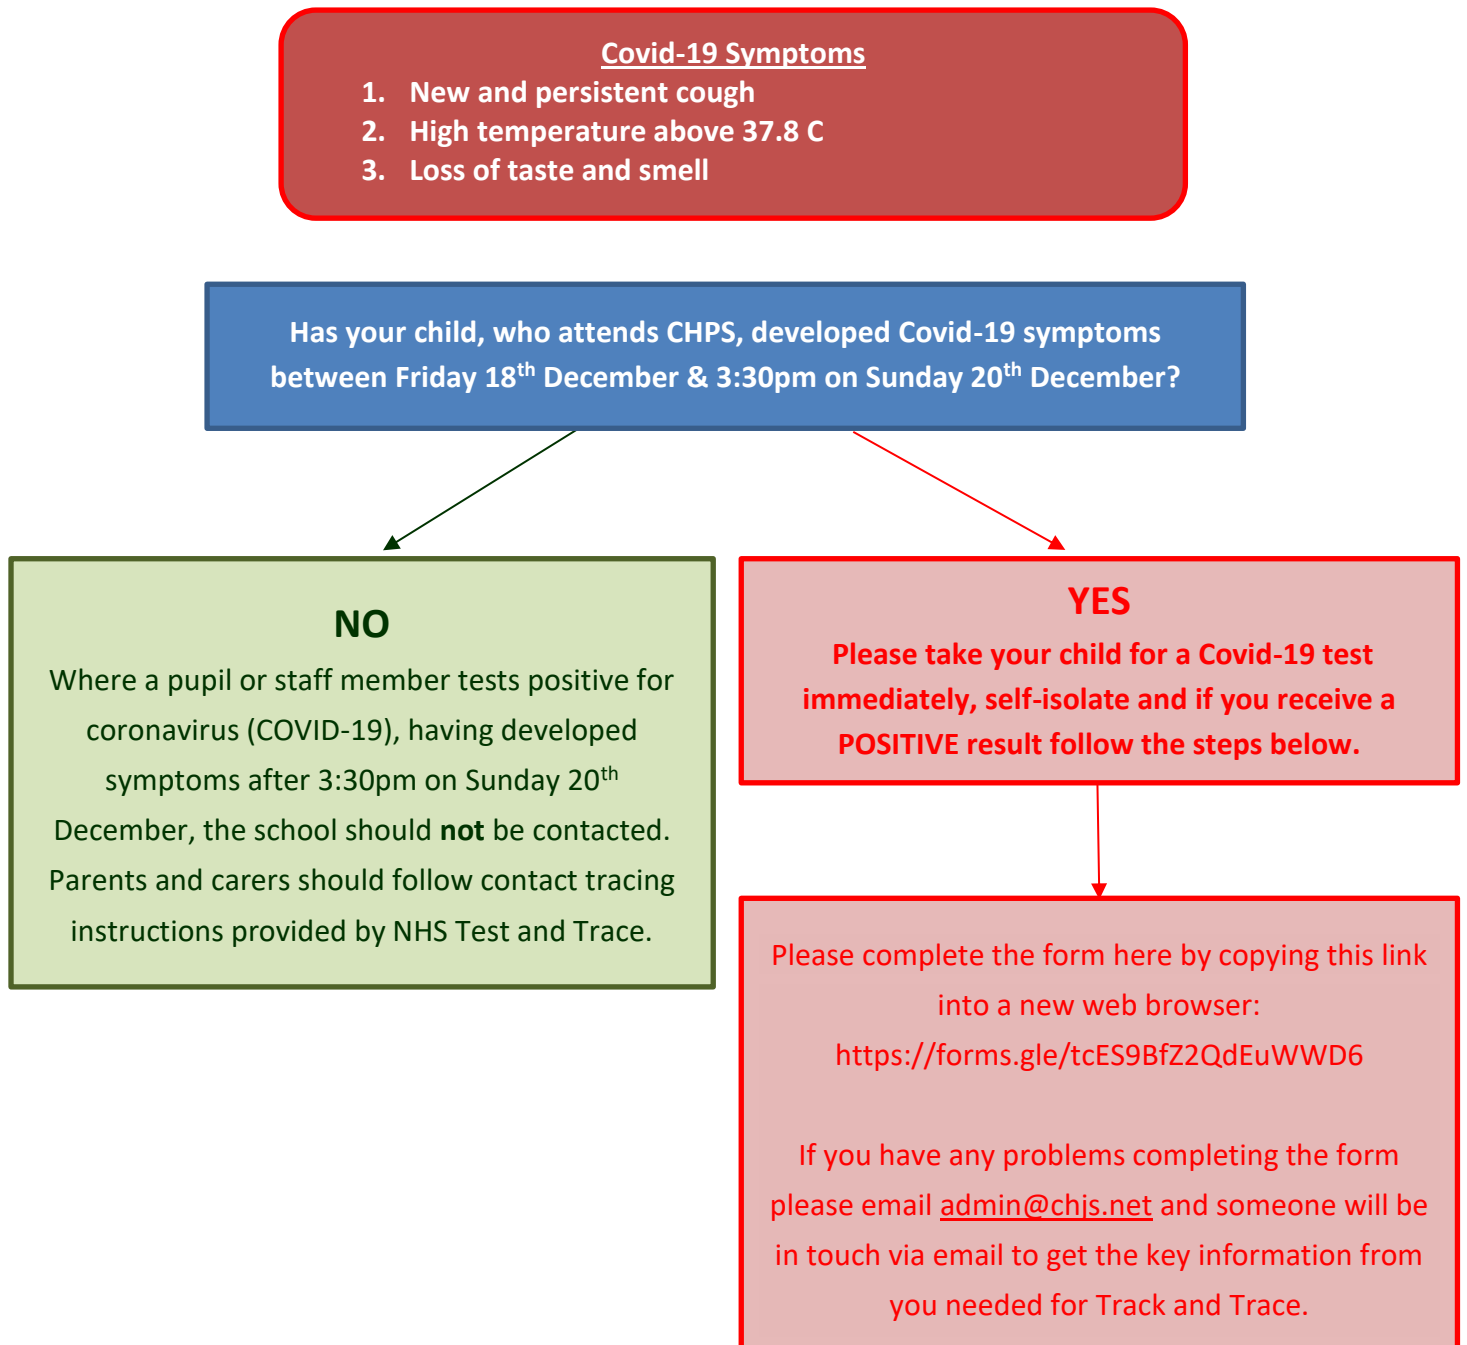 Covid-19 Symptoms
1. New and persistent cough
2. High temperature above 37.8 C
3. Loss of taste and smell
Has your child, who attends CHPS, developed Covid-19 symptoms
between Friday 18th December & 3:30pm on Sunday 20th December?
NO
Where a pupil or staff member tests positive for
coronavirus (COVID-19), having developed
symptoms after 3:30pm on Sunday 20th
December, the school should not be contacted.
Parents and carers should follow contact tracing
instructions provided by NHS Test and Trace.
YES
Please take your child for a Covid-19 test
immediately, self-isolate and if you receive a
POSITIVE result follow the steps below.
Please complete the form here by copying this link
into a new web browser:
https://forms.gle/tcES9BfZ2QdEuWWD6
If you have any problems completing the form
please email admin@chjs.net and someone will be
in touch via email to get the key information from
you needed for Track and Trace.